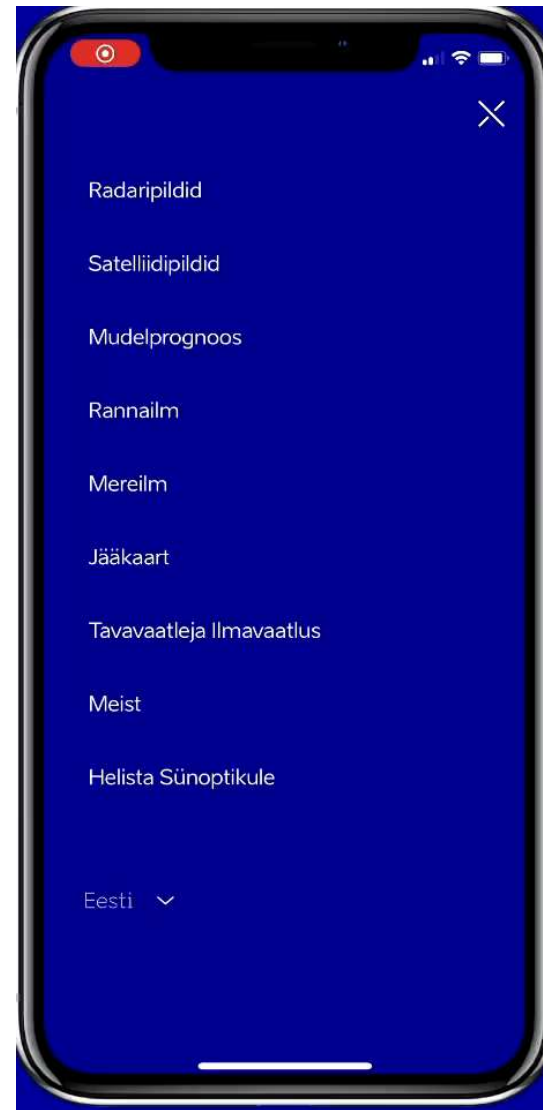 Radaripildid
Satelliidipildid
Mudelprognoos
Rannailm
Mereilm
Jääkaart
Tavavaatleja Ilmavaatlus
Meist
Helista Sünoptikule
Eesti